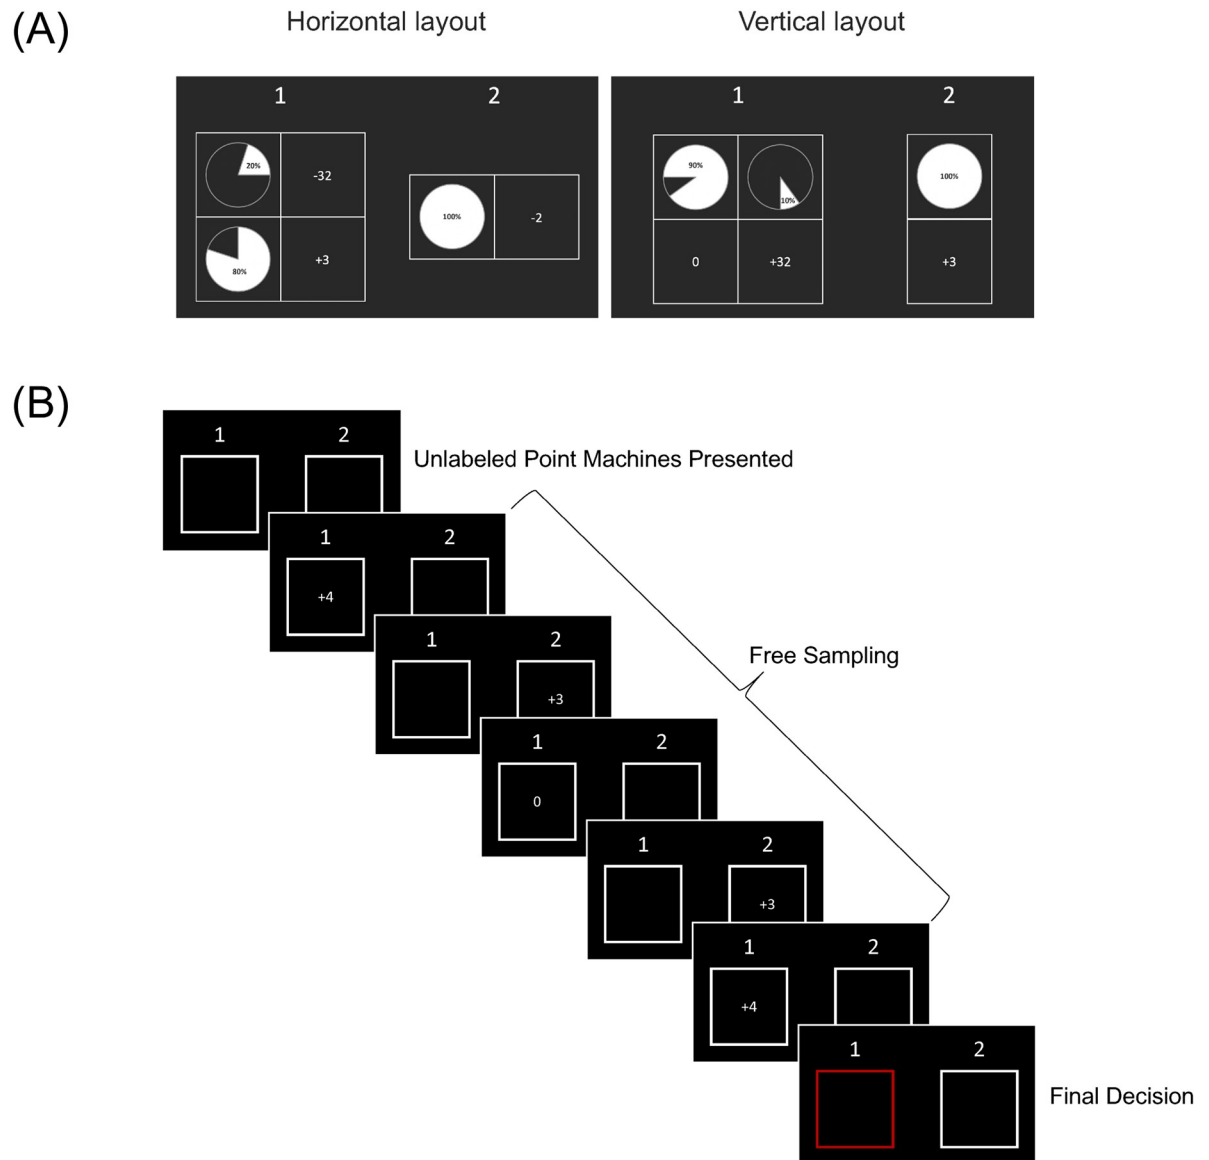 (A)
Horizontal layout
Vertical layout
1 2
20% -32
100% -2
80% +3
1 2
90% 10% 100%
0 +32 +3
(B)
1 2
Unlabeled Point Machines Presented
1 2
+4
1 2
+3
Free Sampling
1 2
0
1 2
+3
1 2
+4
1 2
Final Decision